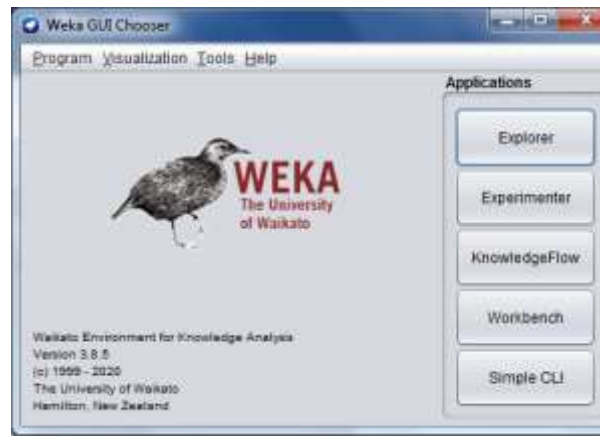 Weka GUI Chooser
Program Visualization Tools Help
Applications
Explorer
WEKA
The University
of Waikato
Experimenter
KnowledgeFlow
Workbench
Simple CLI
Waikato Environment for Knowledge Analysis
Version 3.8.5
(c) 1999 - 2020
The University of Waikato
Hamilton, New Zealand